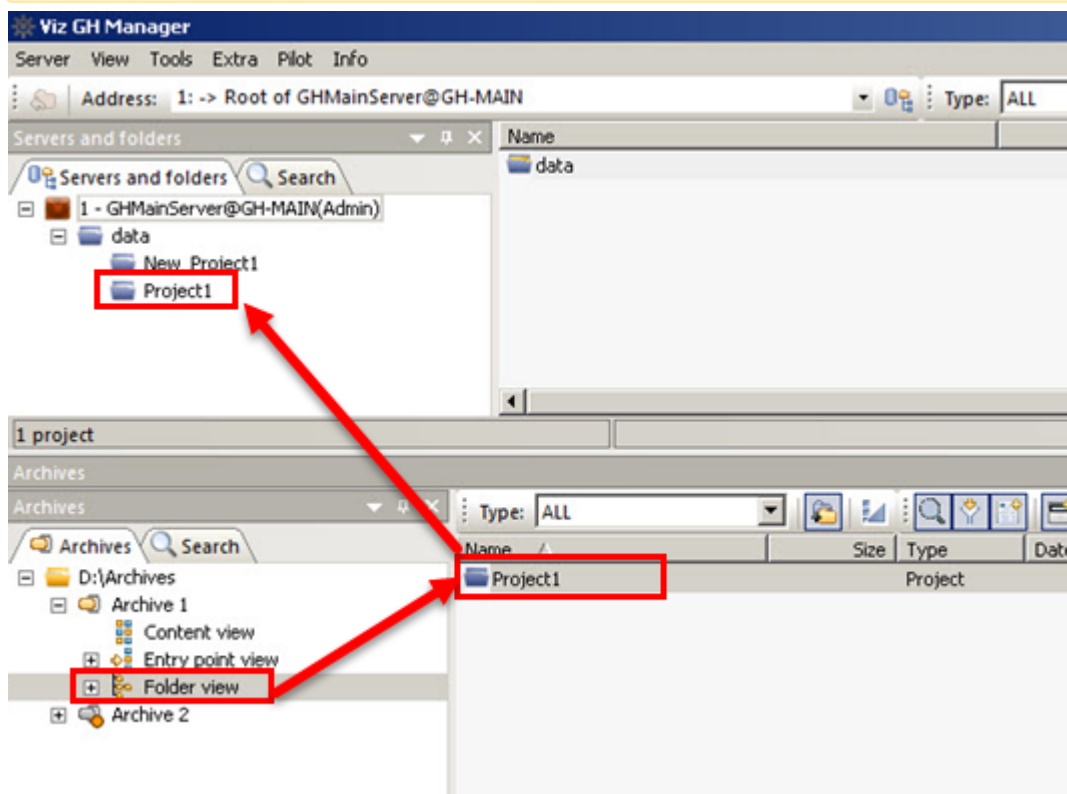 Viz GH Manager
Server View Tools Extra Pilot Info
Address: 1: -> Root of GHMainServer@GH-MAIN Type: ALL
Servers and folders
Name
Servers and folders Search
data
1 - GHMainServer@GH-MAIN(Admin)
data
New_Project1
Project1
1 project
Archives
Archives
Type: ALL
Archives Search
Name Size Type Date
D:\Archives
Project1 Project
Archive 1
Content view
Entry point view
Folder view
Archive 2